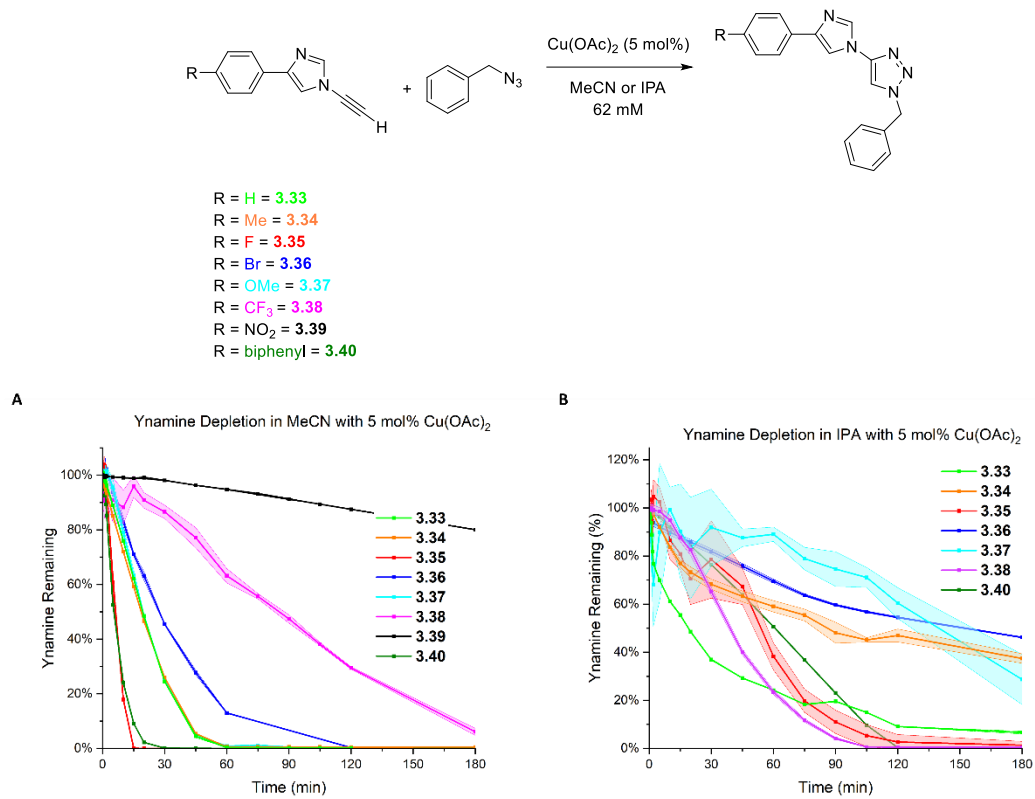 R
N
N
H
+
N₃
Cu(OAc)₂ (5 mol%)
MeCN or IPA
62 mM
R
N
N
N
N
N
R = H = 3.33
R = Me = 3.34
R = F = 3.35
R = Br = 3.36
R = OMe = 3.37
R = CF₃ = 3.38
R = NO₂ = 3.39
R = biphenyl = 3.40
A
Ynamine Depletion in MeCN with 5 mol% Cu(OAc)₂
100%
80%
60%
40%
20%
0%
Ynamine Remaining
3.33
3.34
3.35
3.36
3.37
3.38
3.39
3.40
0 30 60 90 120 150 180
Time (min)
B
Ynamine Depletion in IPA with 5 mol% Cu(OAc)₂
120%
100%
80%
60%
40%
20%
0%
Ynamine Remaining (%)
3.33
3.34
3.35
3.36
3.37
3.38
3.40
0 30 60 90 120 150 180
Time (min)